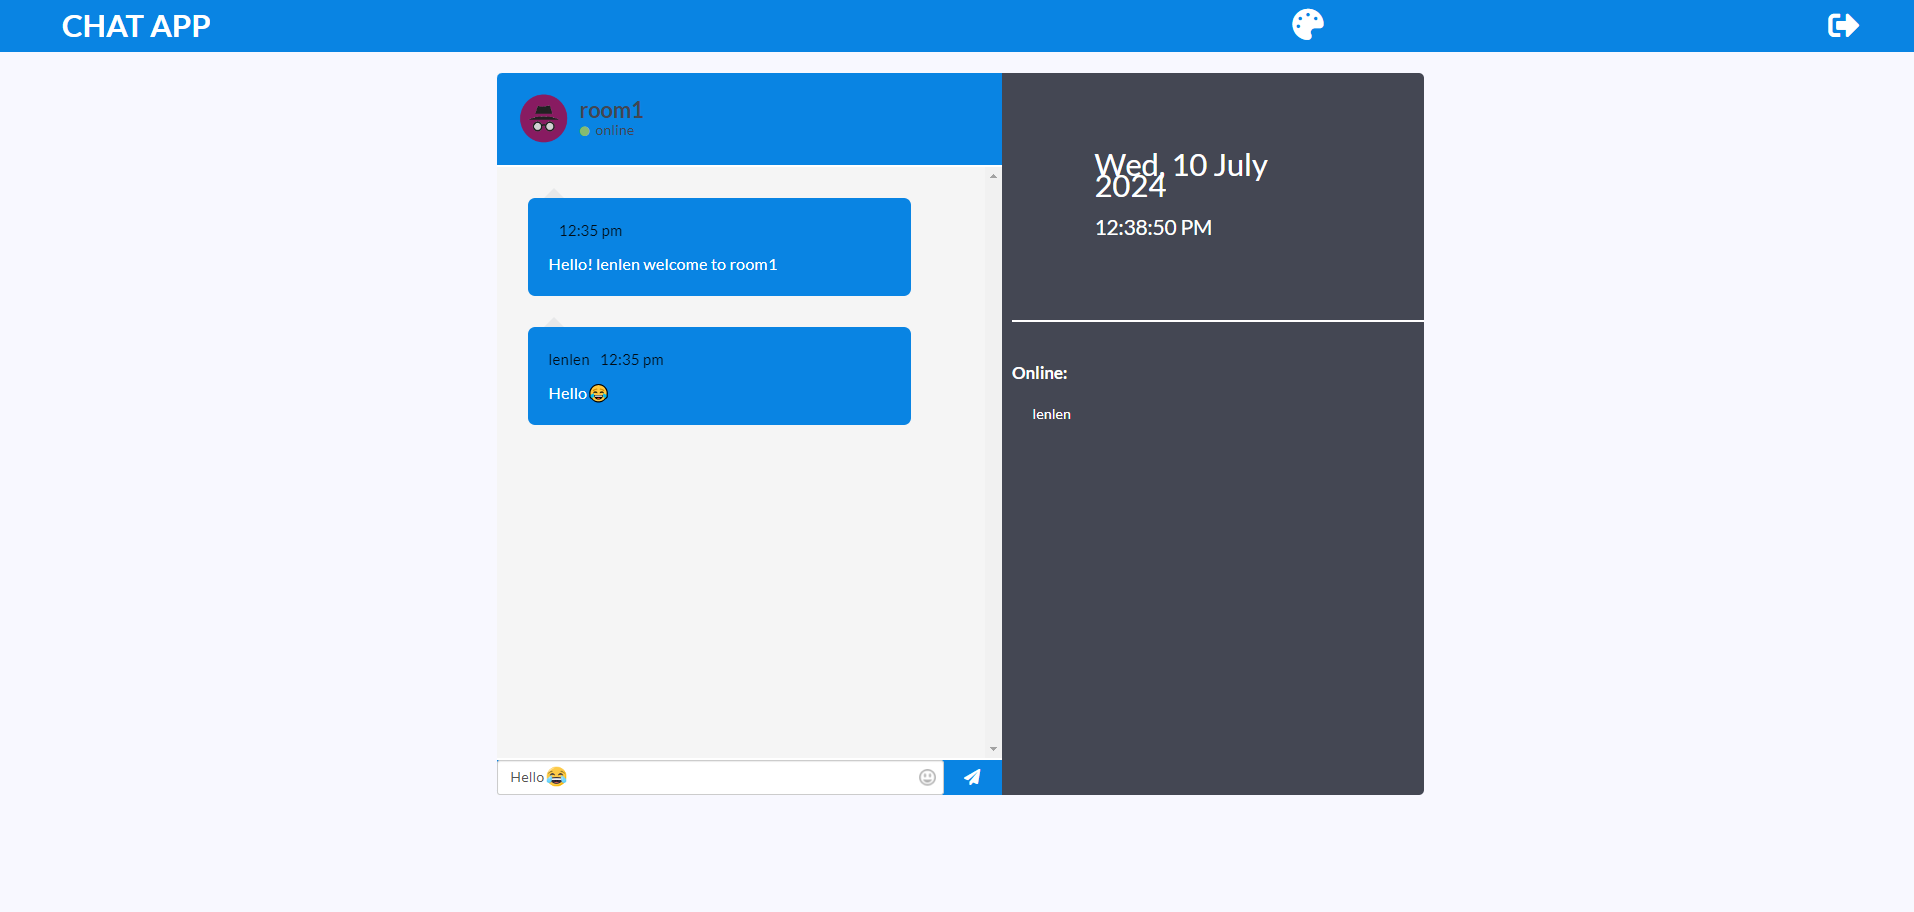 CHAT APP
room1
online
12:35 pm
Hello! lenlen welcome to room1
lenlen 12:35 pm
Hello😂
Hello😂
Wed, 10 July
2024
12:38:50 PM
Online:
lenlen